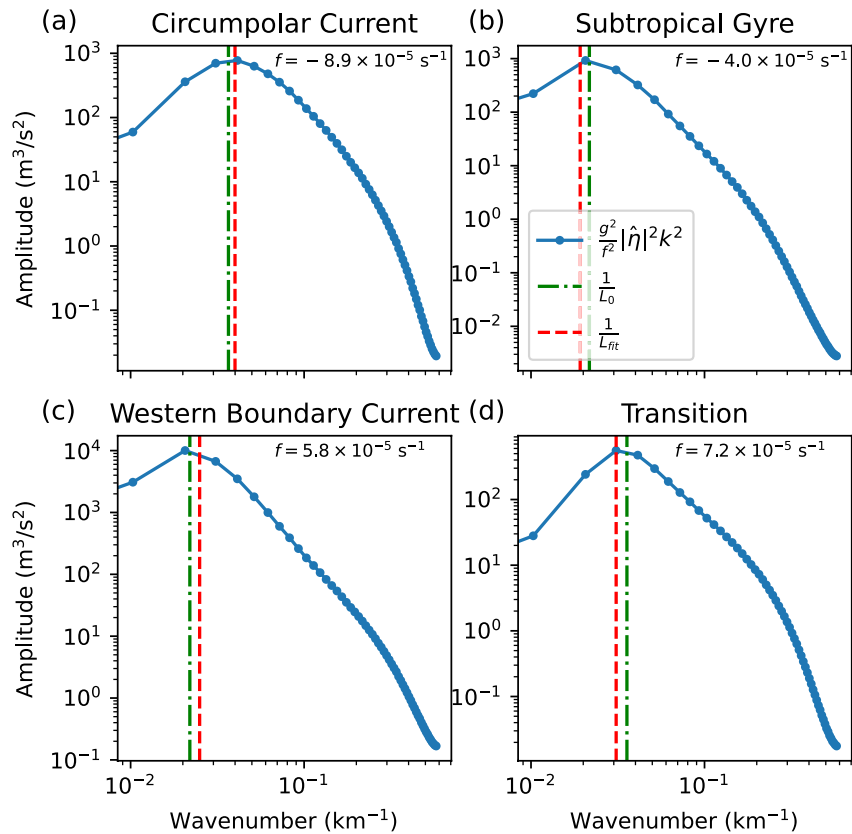 (a) Circumpolar Current
f = − 8.9 × 10⁻⁵ s⁻¹
10³
10²
10¹
10⁰
10⁻¹
Amplitude (m³/s²)
(b) Subtropical Gyre
f = − 4.0 × 10⁻⁵ s⁻¹
10³
10²
10¹
10⁰
10⁻¹
10⁻²
g²/f² |η̂|²k²
1/L₀
1/L_fit
(c) Western Boundary Current
f = 5.8 × 10⁻⁵ s⁻¹
10⁴
10³
10²
10¹
10⁰
10⁻¹
Amplitude (m³/s²)
10⁻² 10⁻¹
Wavenumber (km⁻¹)
(d) Transition
f = 7.2 × 10⁻⁵ s⁻¹
10²
10¹
10⁰
10⁻¹
10⁻² 10⁻¹
Wavenumber (km⁻¹)